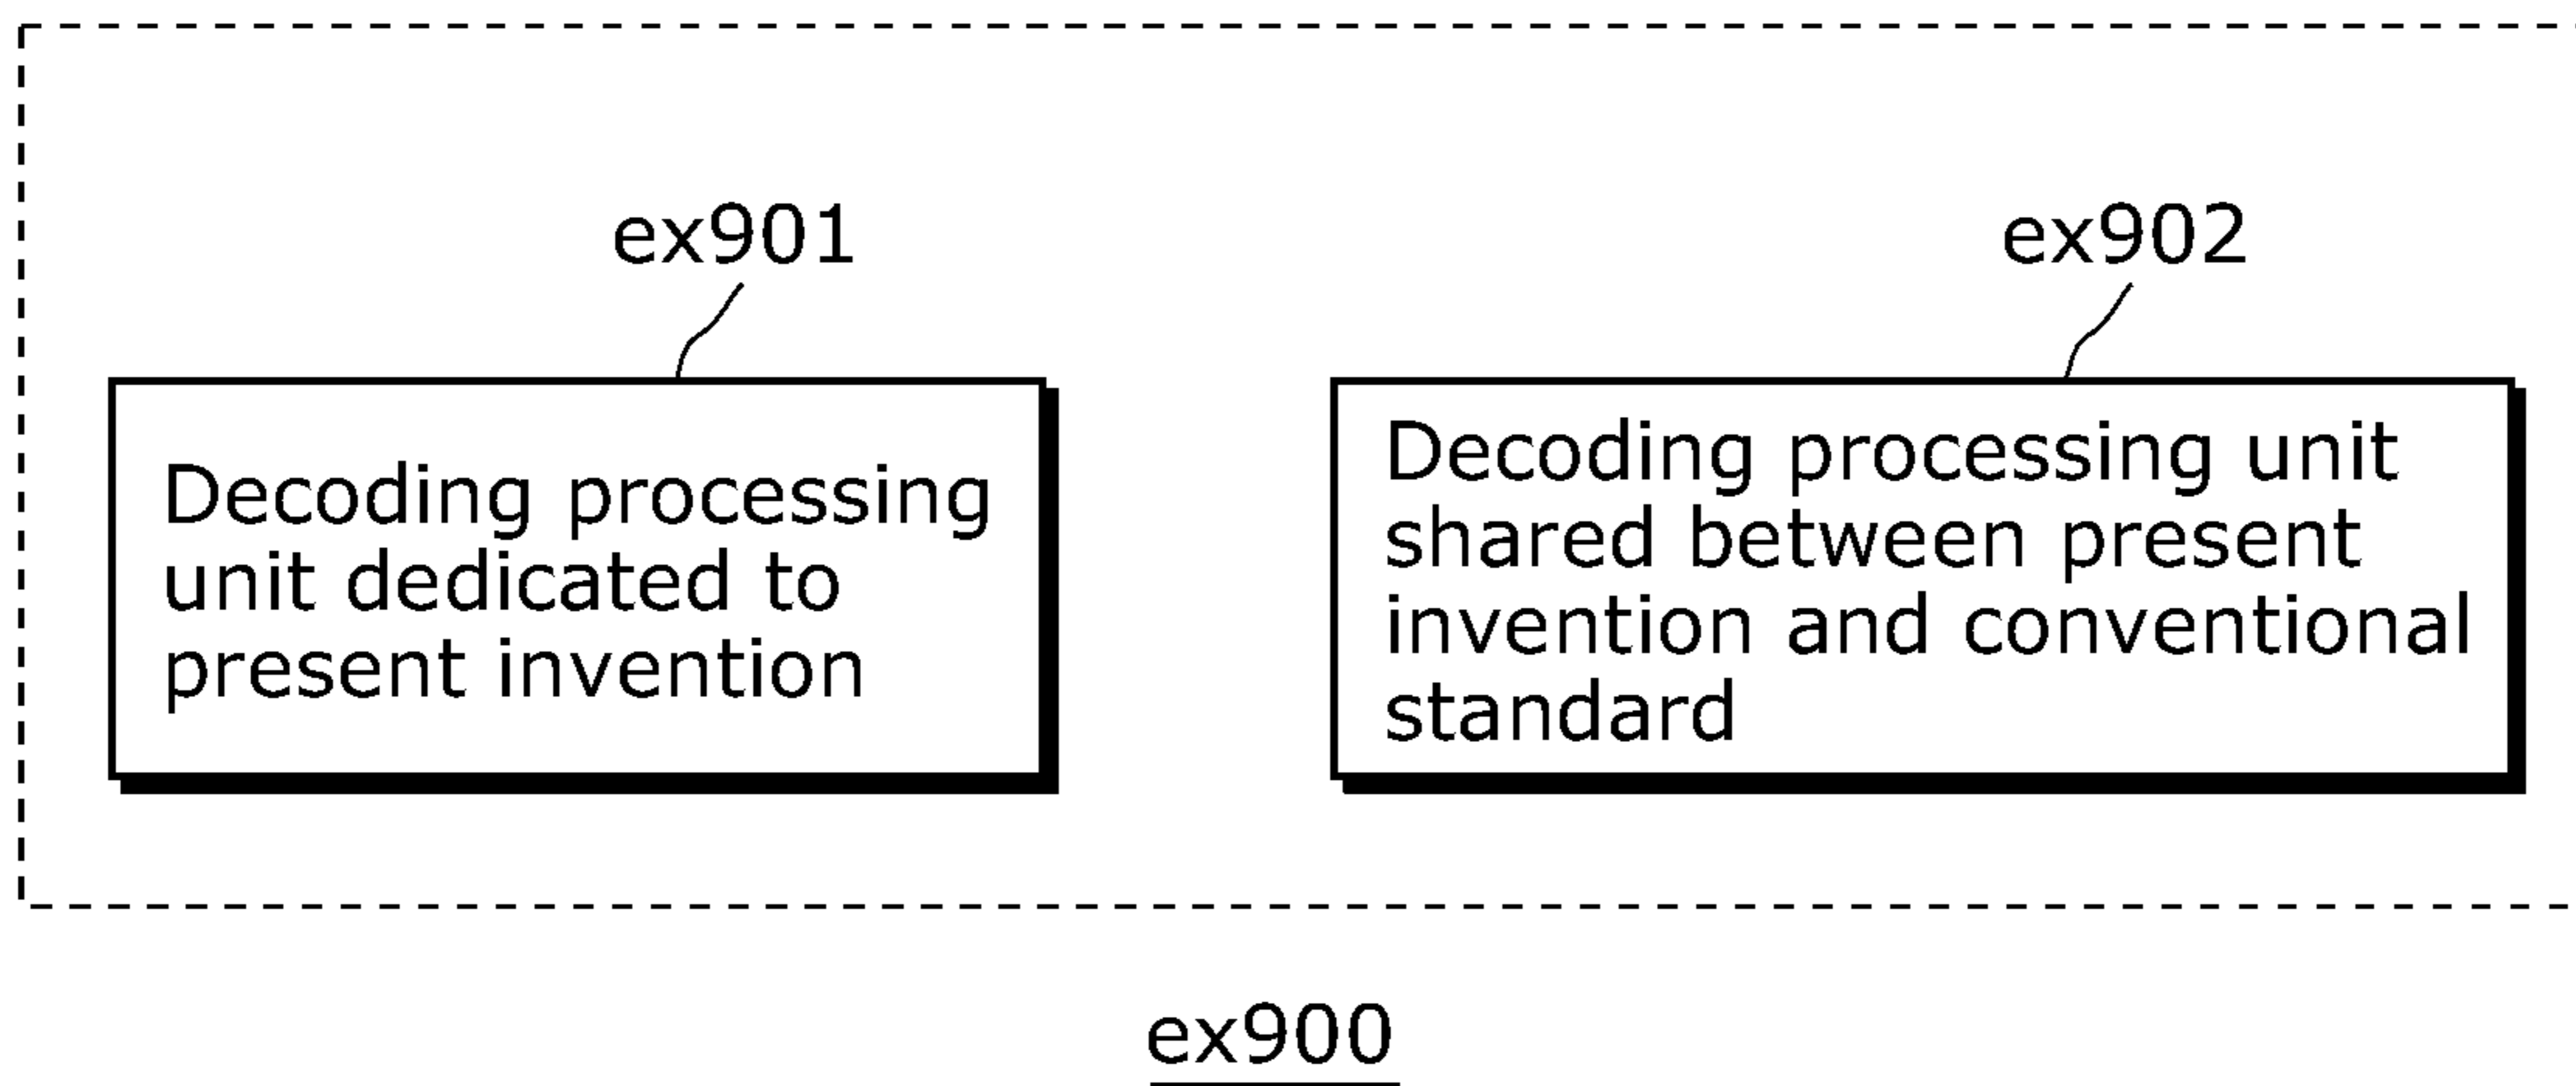 ex901
Decoding processing
unit dedicated to
present invention
ex902
Decoding processing unit
shared between present
invention and conventional
standard
ex900